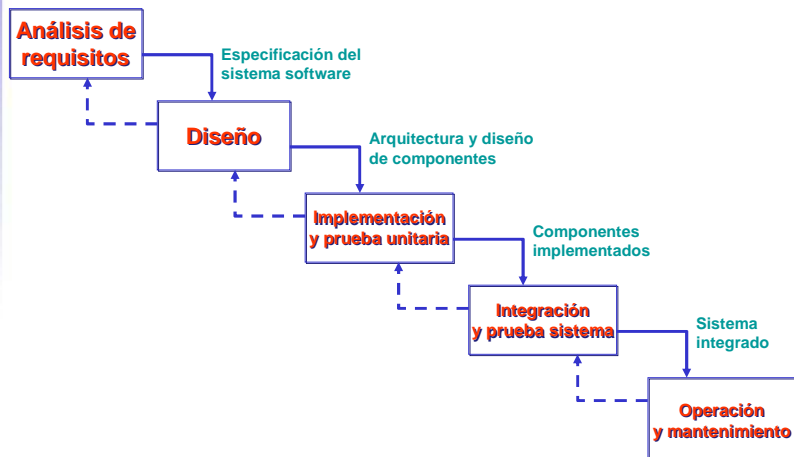 Análisis de
requisitos
Especificación del
sistema software
Diseño
Arquitectura y diseño
de componentes
Implementación
y prueba unitaria
Componentes
implementados
Integración
y prueba sistema
Sistema
integrado
Operación
y mantenimiento